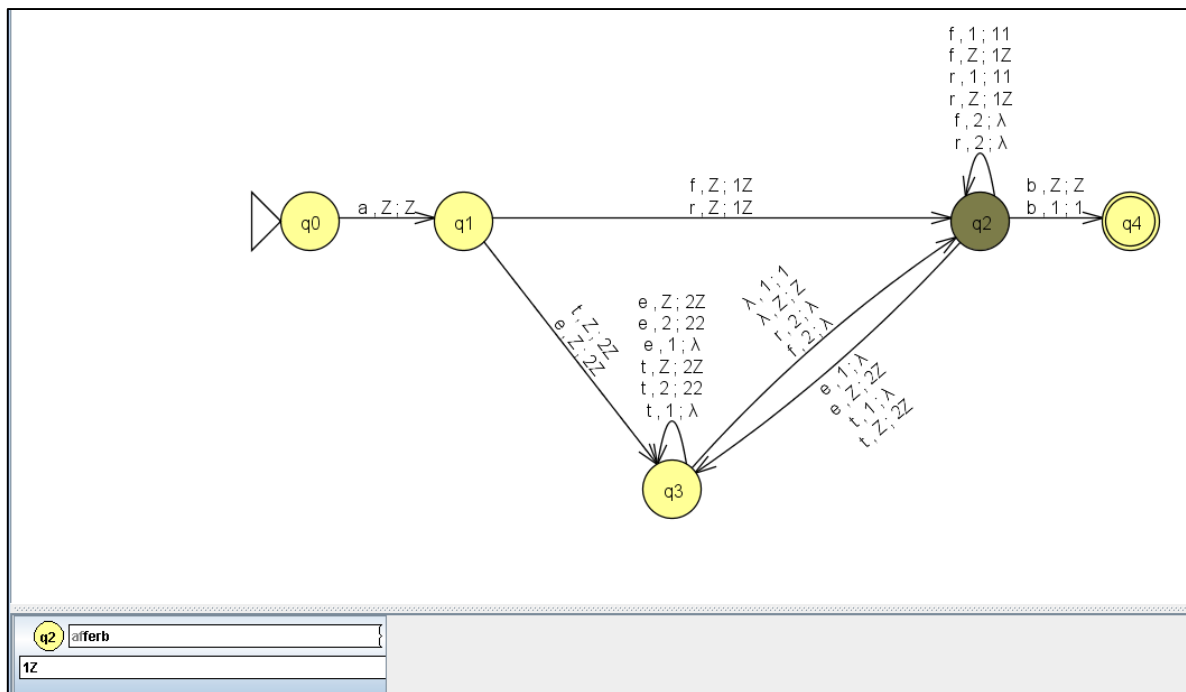 f , 1 ; 11
f , Z ; 1Z
r , 1 ; 11
r , Z ; 1Z
f , 2 ; λ
r , 2 ; λ
q0
a , Z ; Z
q1
f , Z ; 1Z
r , Z ; 1Z
q2
b , Z ; Z
b , 1 ; 1
q4
t , Z ; 2Z
e , Z ; 2Z
e , Z ; 2Z
e , 2 ; 22
e , 1 ; λ
t , Z ; 2Z
t , 2 ; 22
t , 1 ; λ
λ , 1 ; 1
λ , Z ; Z
r , 2 ; λ
f , 2 ; λ
e , 1 ; λ
e , Z ; 2Z
t , 1 ; λ
t , Z ; 2Z
q3
q2
afferb
1Z